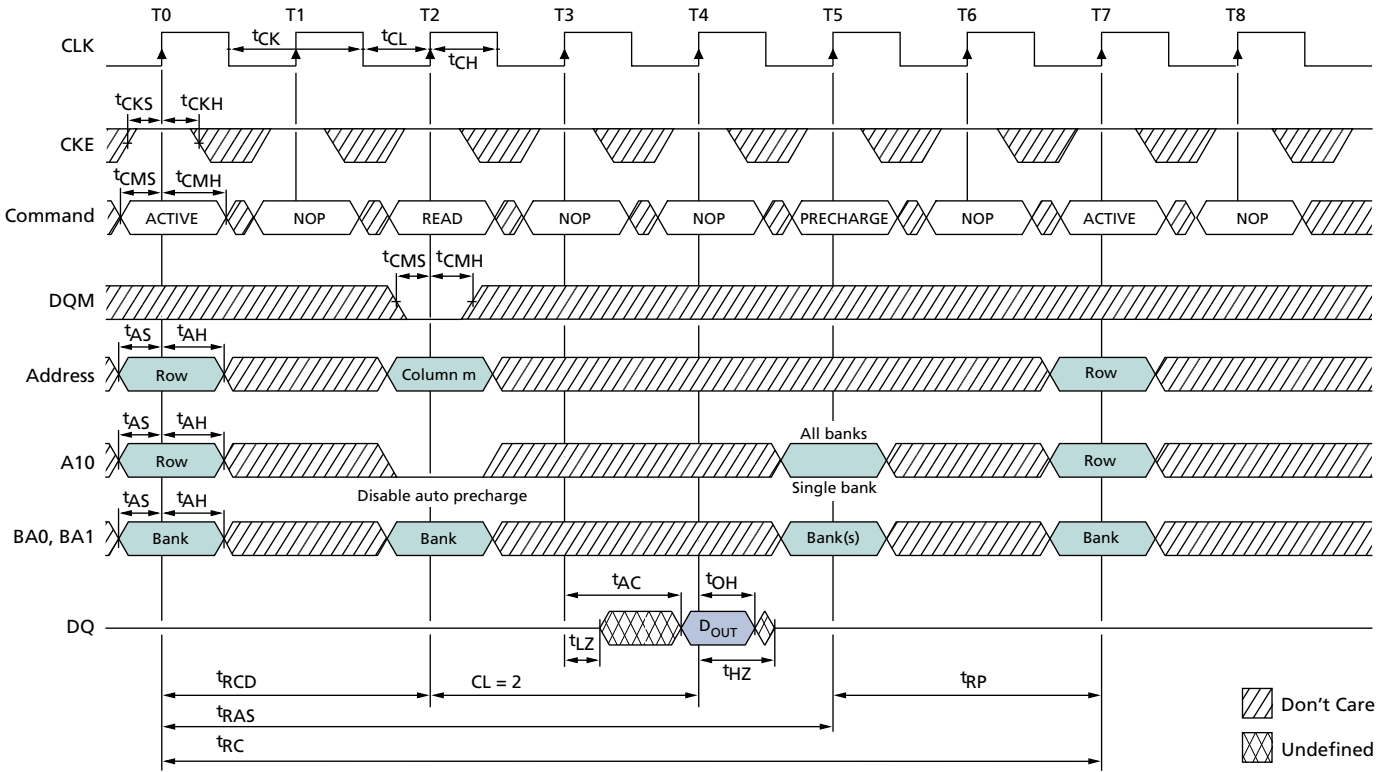 T0 T1 T2 T3 T4 T5 T6 T7 T8
CLK tCK tCL tCH
tCKS tCKH
CKE
tCMS tCMH
Command ACTIVE NOP READ NOP NOP PRECHARGE NOP ACTIVE NOP
tCMS tCMH
DQM
tAS tAH
Address Row Column m Row
tAS tAH All banks
A10 Row Row
Disable auto precharge Single bank
tAS tAH
BA0, BA1 Bank Bank Bank(s) Bank
tAC tOH
DQ DOUT
tLZ tHZ
tRCD CL = 2 tRP
tRAS
tRC
Don't Care
Undefined